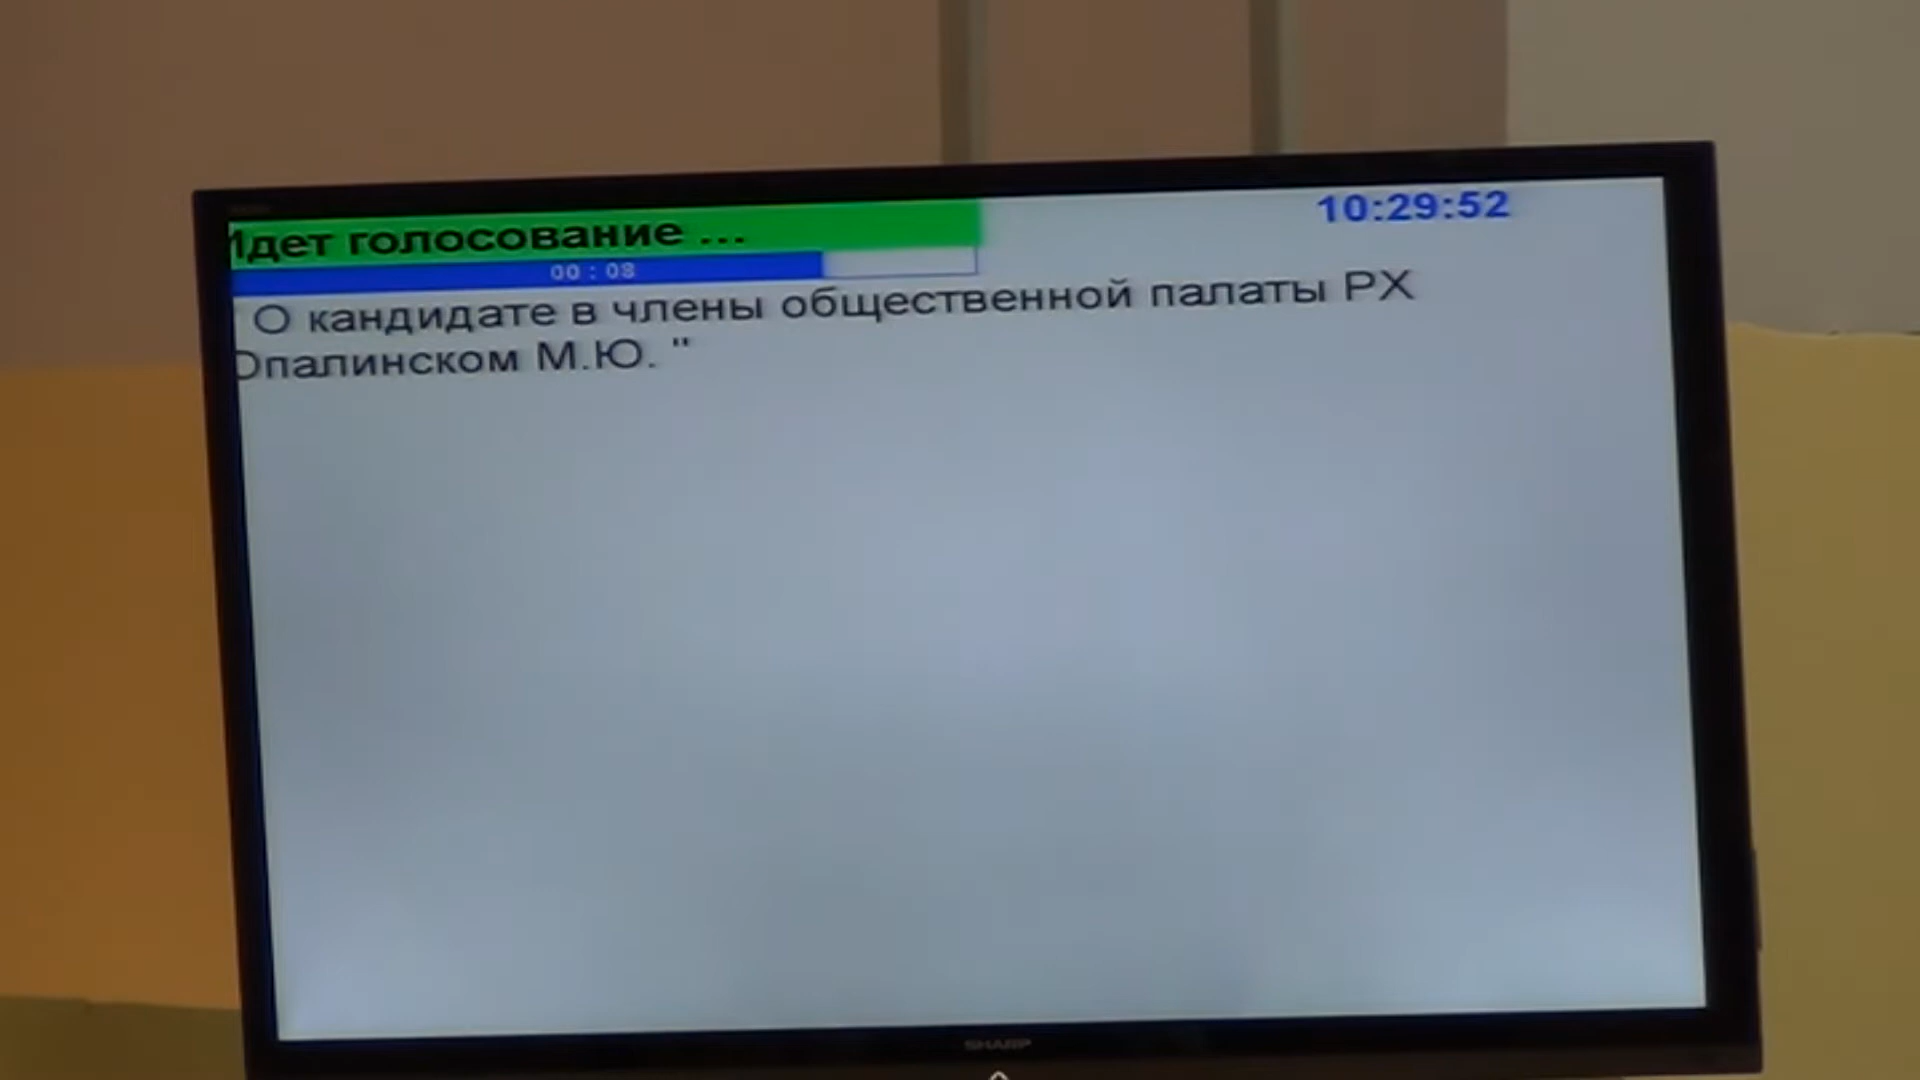 Идет голосование ...
10:29:52
00 : 08
" О кандидате в члены общественной палаты РХ
Опалинском М.Ю. "
SHARP